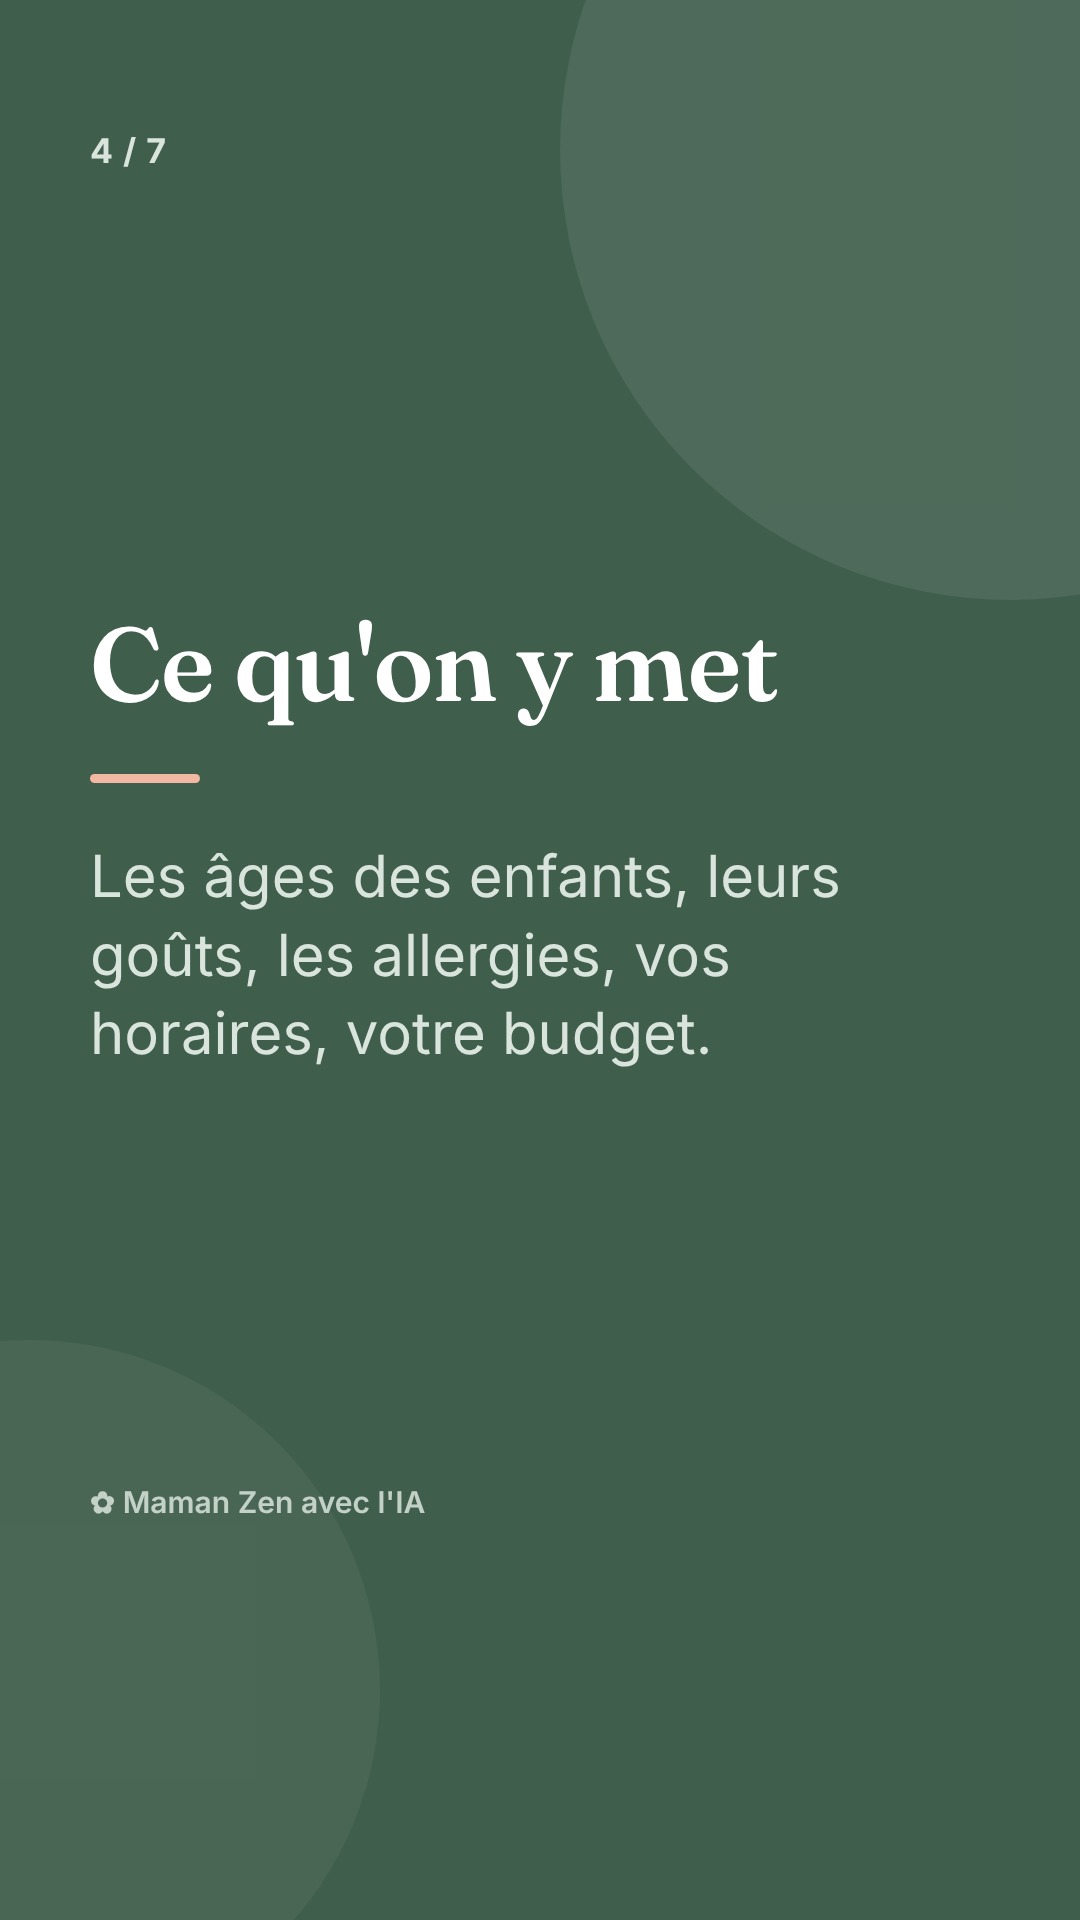 4 / 7
Ce qu'on y met
Les âges des enfants, leurs
goûts, les allergies, vos
horaires, votre budget.
✿ Maman Zen avec l'IA